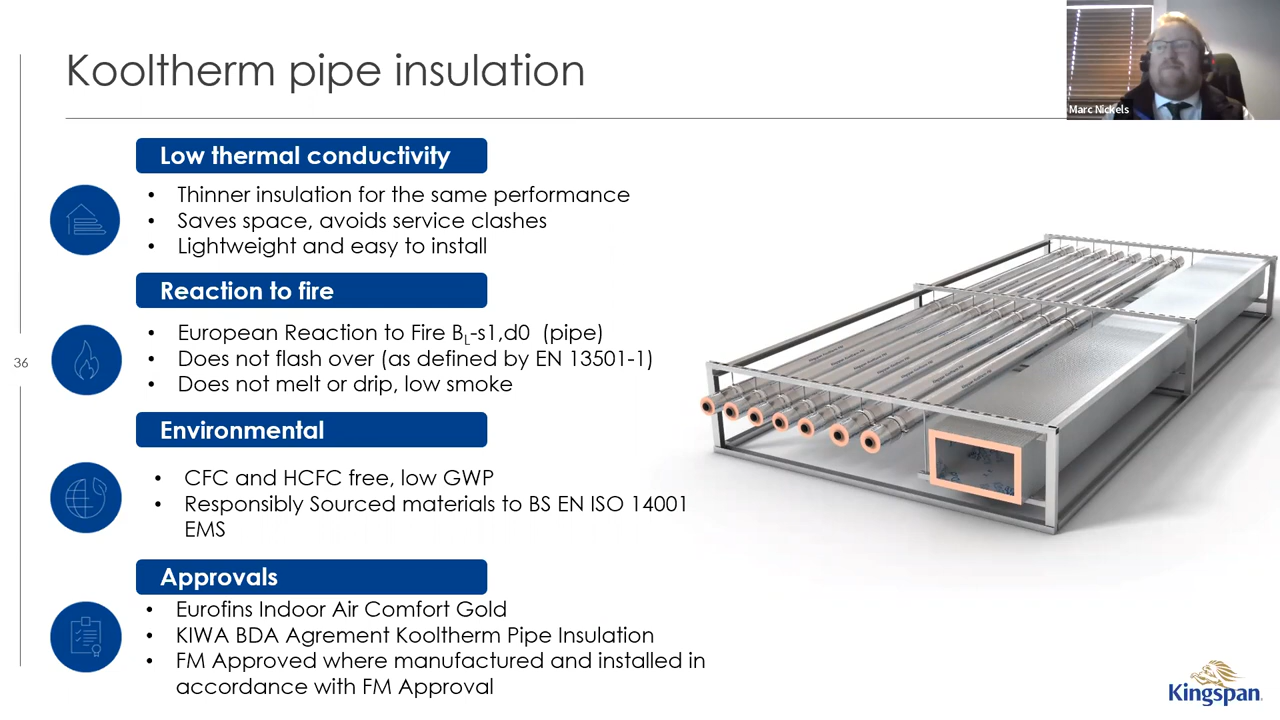 Kooltherm pipe insulation
Marc Nickels
Low thermal conductivity
• Thinner insulation for the same performance
• Saves space, avoids service clashes
• Lightweight and easy to install
Reaction to fire
• European Reaction to Fire BL-s1,d0 (pipe)
• Does not flash over (as defined by EN 13501-1)
• Does not melt or drip, low smoke
36
Environmental
• CFC and HCFC free, low GWP
• Responsibly Sourced materials to BS EN ISO 14001
EMS
Approvals
• Eurofins Indoor Air Comfort Gold
• KIWA BDA Agrement Kooltherm Pipe Insulation
• FM Approved where manufactured and installed in
accordance with FM Approval
Kingspan